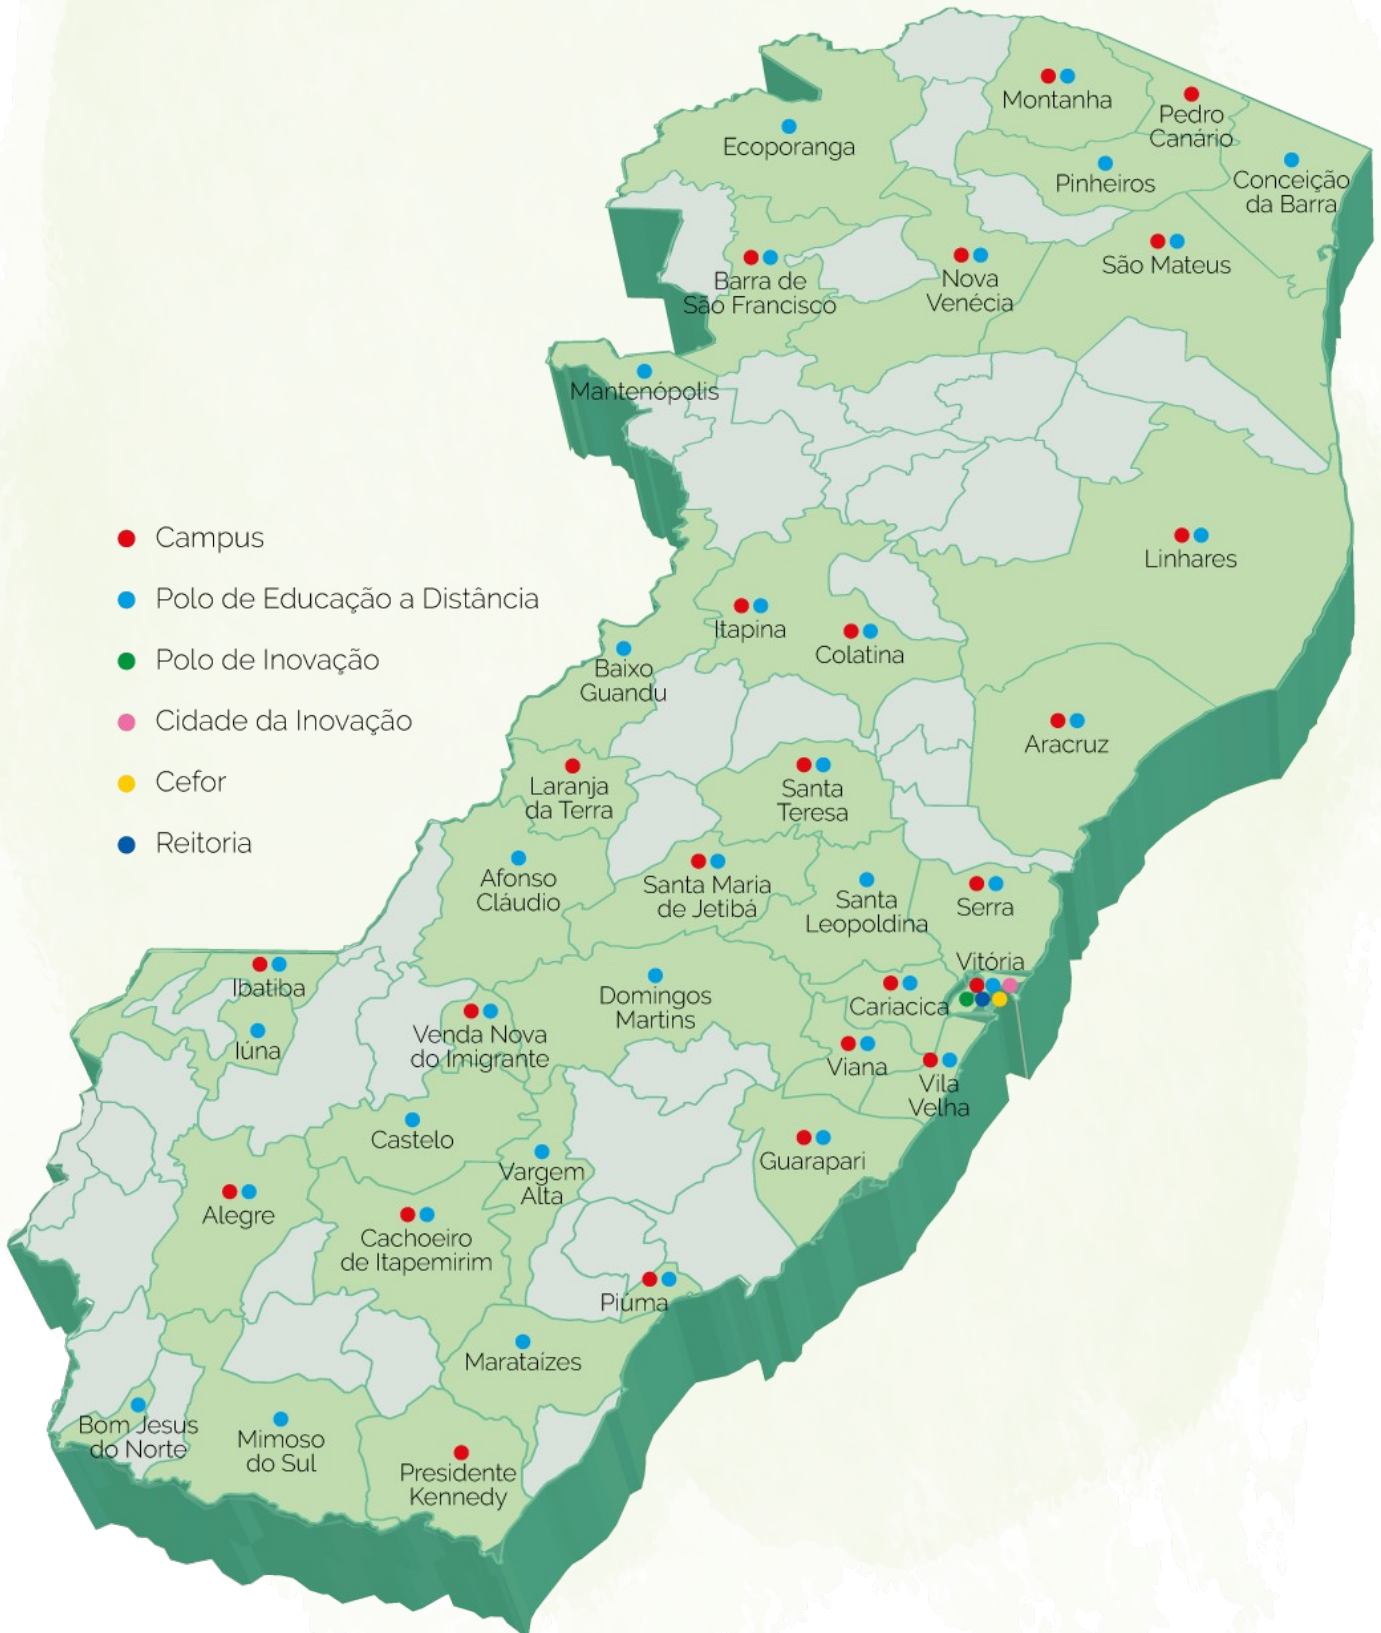 Montanha
Pedro
Canário
Ecoporanga
Pinheiros
Conceição
da Barra
São Mateus
Barra de
São Francisco
Nova
Venécia
Mantenópolis
Campus
Polo de Educação a Distância
Polo de Inovação
Cidade da Inovação
Cefor
Reitoria
Linhares
Itapina
Colatina
Baixo
Guandu
Aracruz
Laranja
da Terra
Santa
Teresa
Afonso
Cláudio
Santa Maria
de Jetibá
Santa
Leopoldina
Serra
Vitória
Ibatiba
Iúna
Venda Nova
do Imigrante
Domingos
Martins
Cariacica
Viana
Vila
Velha
Castelo
Vargem
Alta
Guarapari
Alegre
Cachoeiro
de Itapemirim
Piúma
Marataízes
Bom Jesus
do Norte
Mimoso
do Sul
Presidente
Kennedy